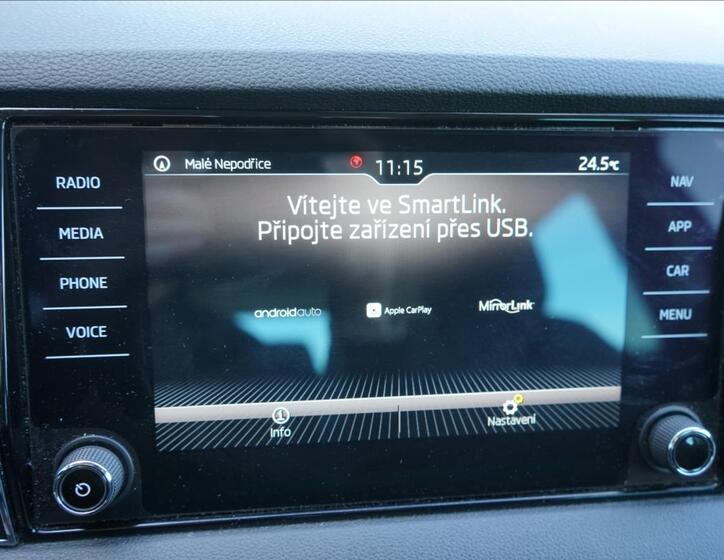 Malé Nepodřice
11:15
24.5°C
RADIO
MEDIA
PHONE
VOICE
NAV
APP
CAR
MENU
Vítejte ve SmartLink.
Připojte zařízení přes USB.
androidauto
Apple CarPlay
MirrorLink
Info
Nastavení